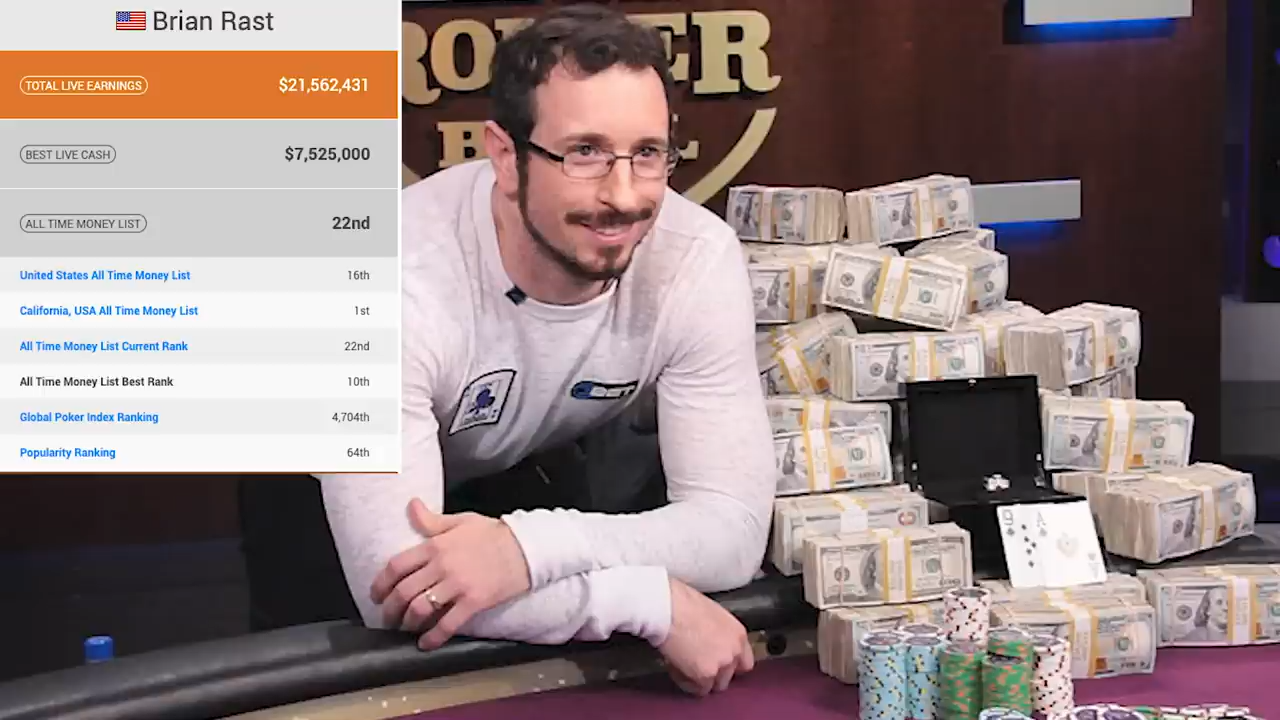 Brian Rast
TOTAL LIVE EARNINGS $21,562,431
BEST LIVE CASH $7,525,000
ALL TIME MONEY LIST 22nd
United States All Time Money List 16th
California, USA All Time Money List 1st
All Time Money List Current Rank 22nd
All Time Money List Best Rank 10th
Global Poker Index Ranking 4,704th
Popularity Ranking 64th